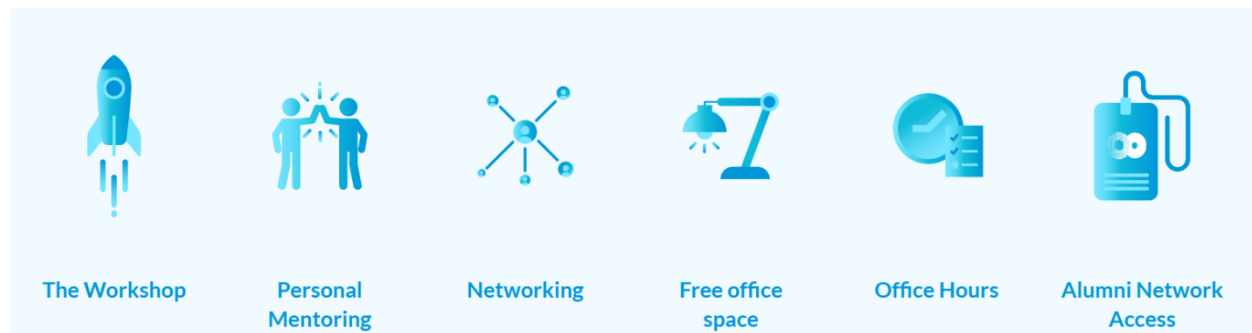 The Workshop
Personal
Mentoring
Networking
Free office
space
Office Hours
Alumni Network
Access